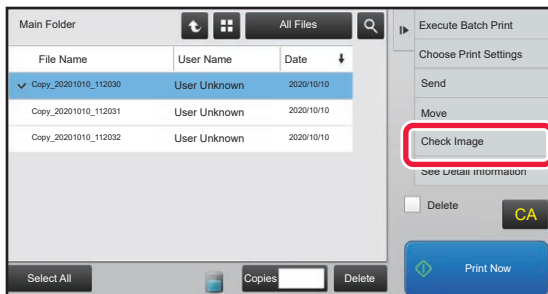 Main Folder
All Files
File Name
User Name
Date
Copy_20201010_112030
User Unknown
2020/10/10
Copy_20201010_112031
User Unknown
2020/10/10
Copy_20201010_112032
User Unknown
2020/10/10
Select All
Copies
Delete
Execute Batch Print
Choose Print Settings
Send
Move
Check Image
See Detail Information
Delete
CA
Print Now